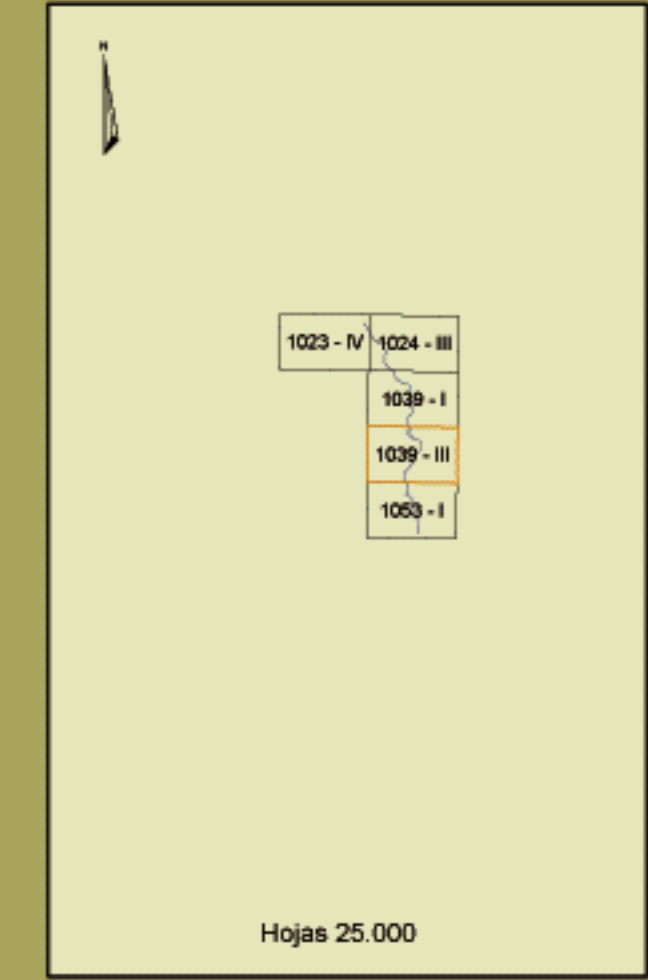 N
1023 - IV 1024 - III
1039 - I
1039 - III
1053 - I
Hojas 25.000